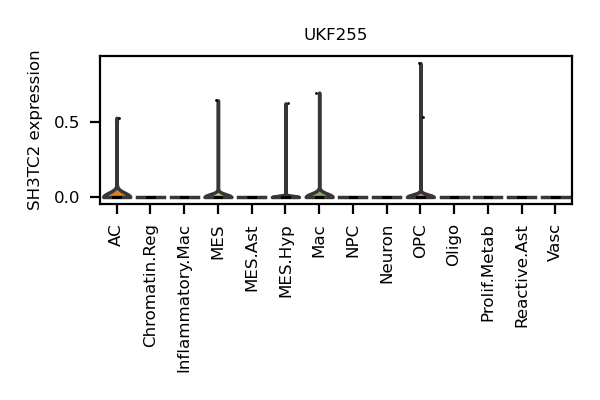 UKF255
SH3TC2 expression
0.5
0.0
AC
Chromatin.Reg
Inflammatory.Mac
MES
MES.Ast
MES.Hyp
Mac
NPC
Neuron
OPC
Oligo
Prolif.Metab
Reactive.Ast
Vasc